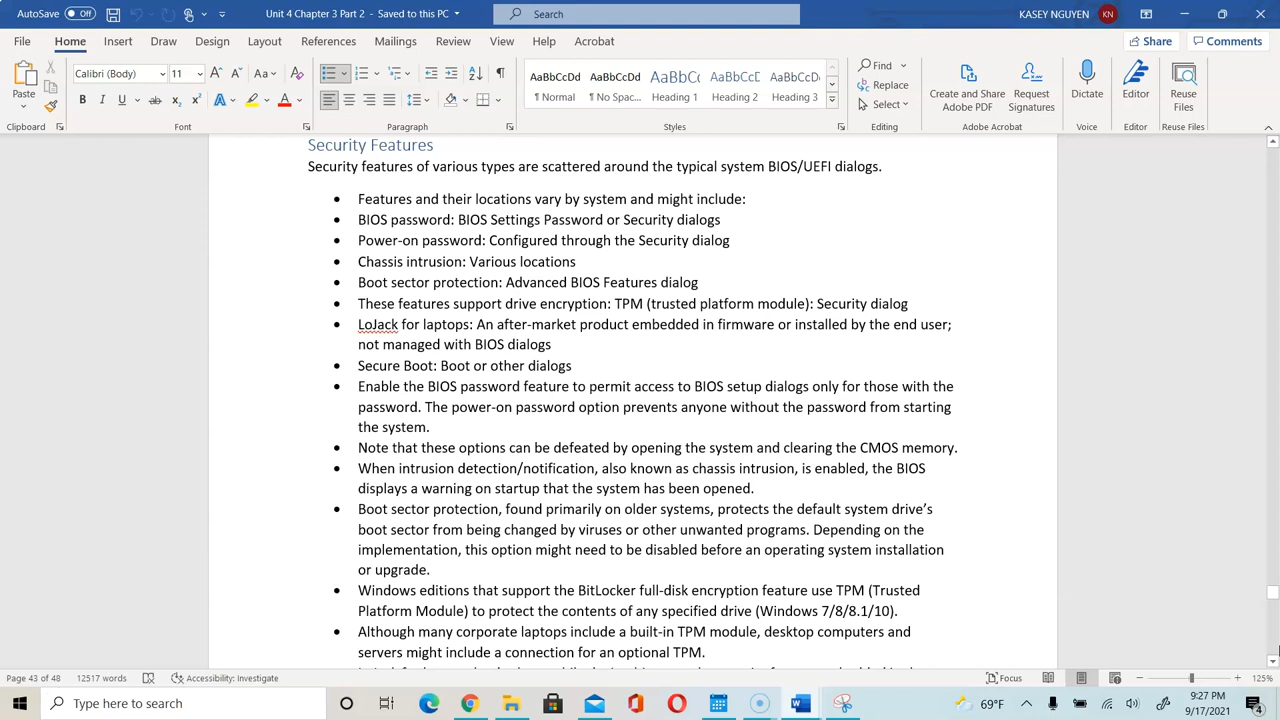 AutoSave Off Unit 4 Chapter 3 Part 2 - Saved to this PC Search KASEY NGUYEN KN
File Home Insert Draw Design Layout References Mailings Review View Help Acrobat Share Comments
Paste Calibri (Body) 11 AaBbCcDd AaBbCcDd AaBbCc AaBbCcE AaBbCcDd Find Replace Select Create and Share Adobe PDF Request Signatures Dictate Editor Reuse Files
¶ Normal ¶ No Spac... Heading 1 Heading 2 Heading 3
Clipboard Font Paragraph Styles Editing Adobe Acrobat Voice Editor Reuse Files
Security Features
Security features of various types are scattered around the typical system BIOS/UEFI dialogs.
• Features and their locations vary by system and might include:
• BIOS password: BIOS Settings Password or Security dialogs
• Power-on password: Configured through the Security dialog
• Chassis intrusion: Various locations
• Boot sector protection: Advanced BIOS Features dialog
• These features support drive encryption: TPM (trusted platform module): Security dialog
• LoJack for laptops: An after-market product embedded in firmware or installed by the end user;
not managed with BIOS dialogs
• Secure Boot: Boot or other dialogs
• Enable the BIOS password feature to permit access to BIOS setup dialogs only for those with the
password. The power-on password option prevents anyone without the password from starting
the system.
• Note that these options can be defeated by opening the system and clearing the CMOS memory.
• When intrusion detection/notification, also known as chassis intrusion, is enabled, the BIOS
displays a warning on startup that the system has been opened.
• Boot sector protection, found primarily on older systems, protects the default system drive’s
boot sector from being changed by viruses or other unwanted programs. Depending on the
implementation, this option might need to be disabled before an operating system installation
or upgrade.
• Windows editions that support the BitLocker full-disk encryption feature use TPM (Trusted
Platform Module) to protect the contents of any specified drive (Windows 7/8/8.1/10).
• Although many corporate laptops include a built-in TPM module, desktop computers and
servers might include a connection for an optional TPM.
Page 43 of 48 12517 words Accessibility: Investigate Focus 125%
Type here to search 69°F 9:27 PM
9/17/2021 4